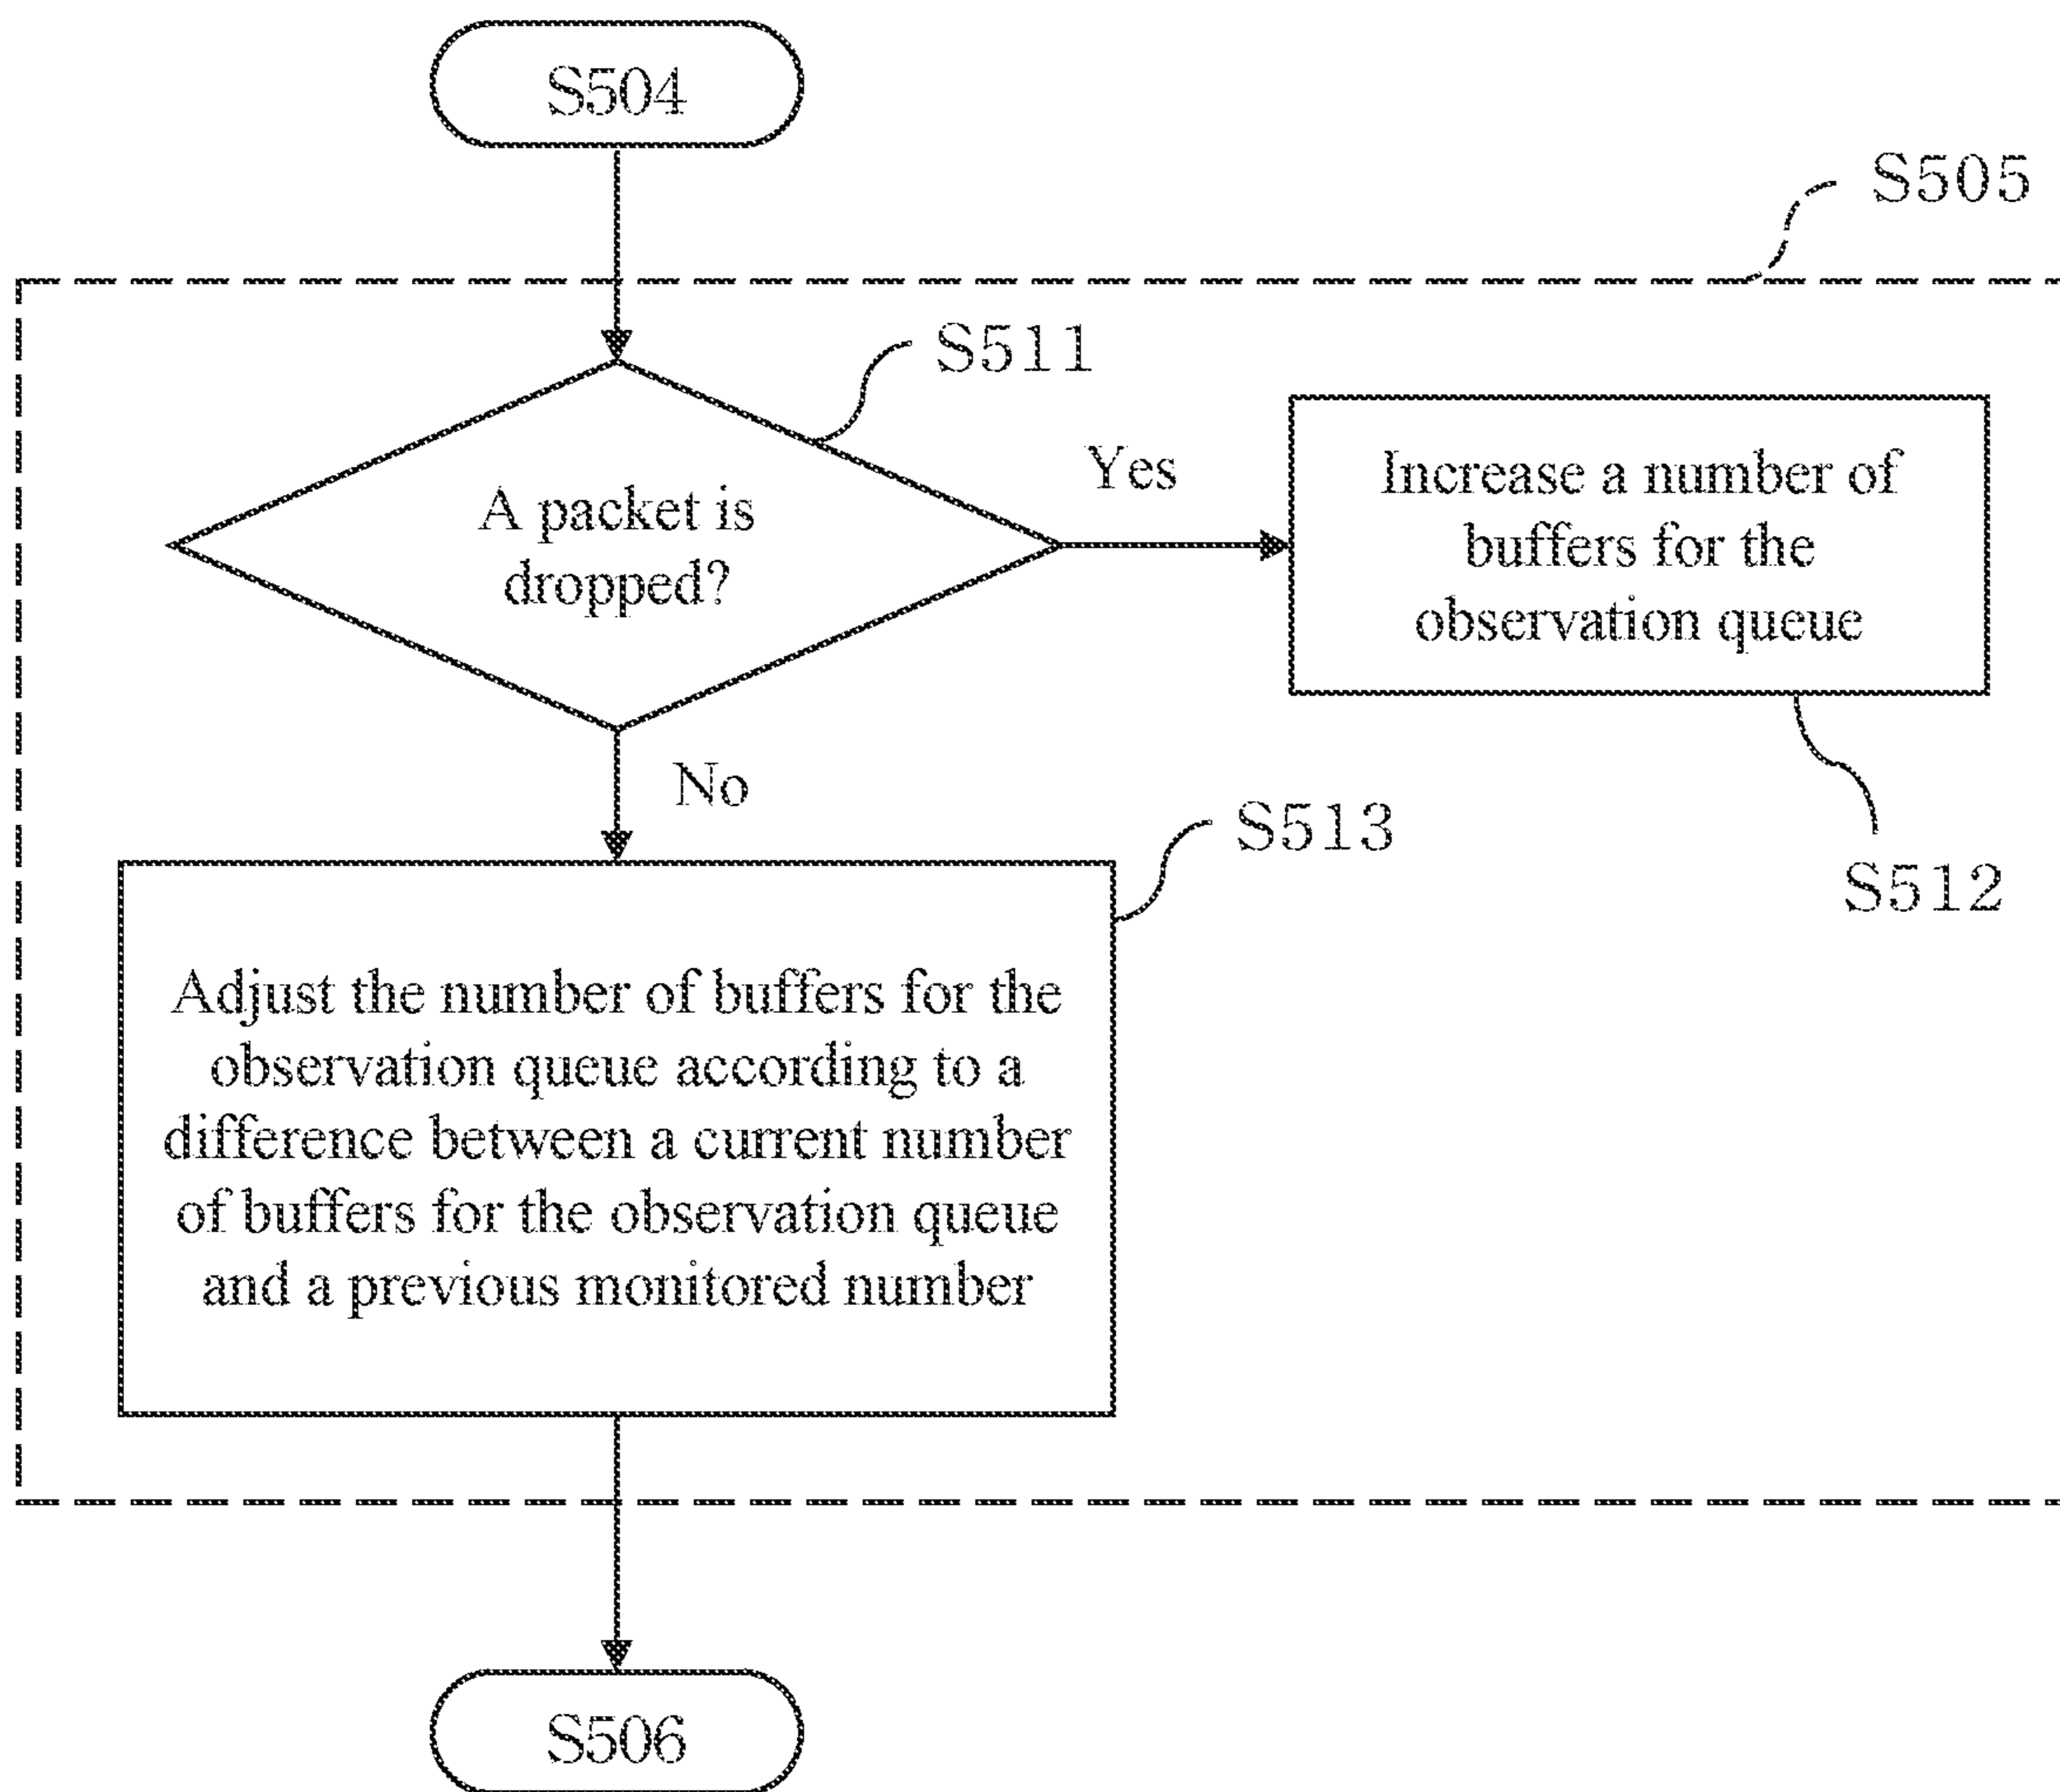 S504
S505
S511
A packet is
dropped?
Yes
Increase a number of
buffers for the
observation queue
S512
No
S513
Adjust the number of buffers for the
observation queue according to a
difference between a current number
of buffers for the observation queue
and a previous monitored number
S506